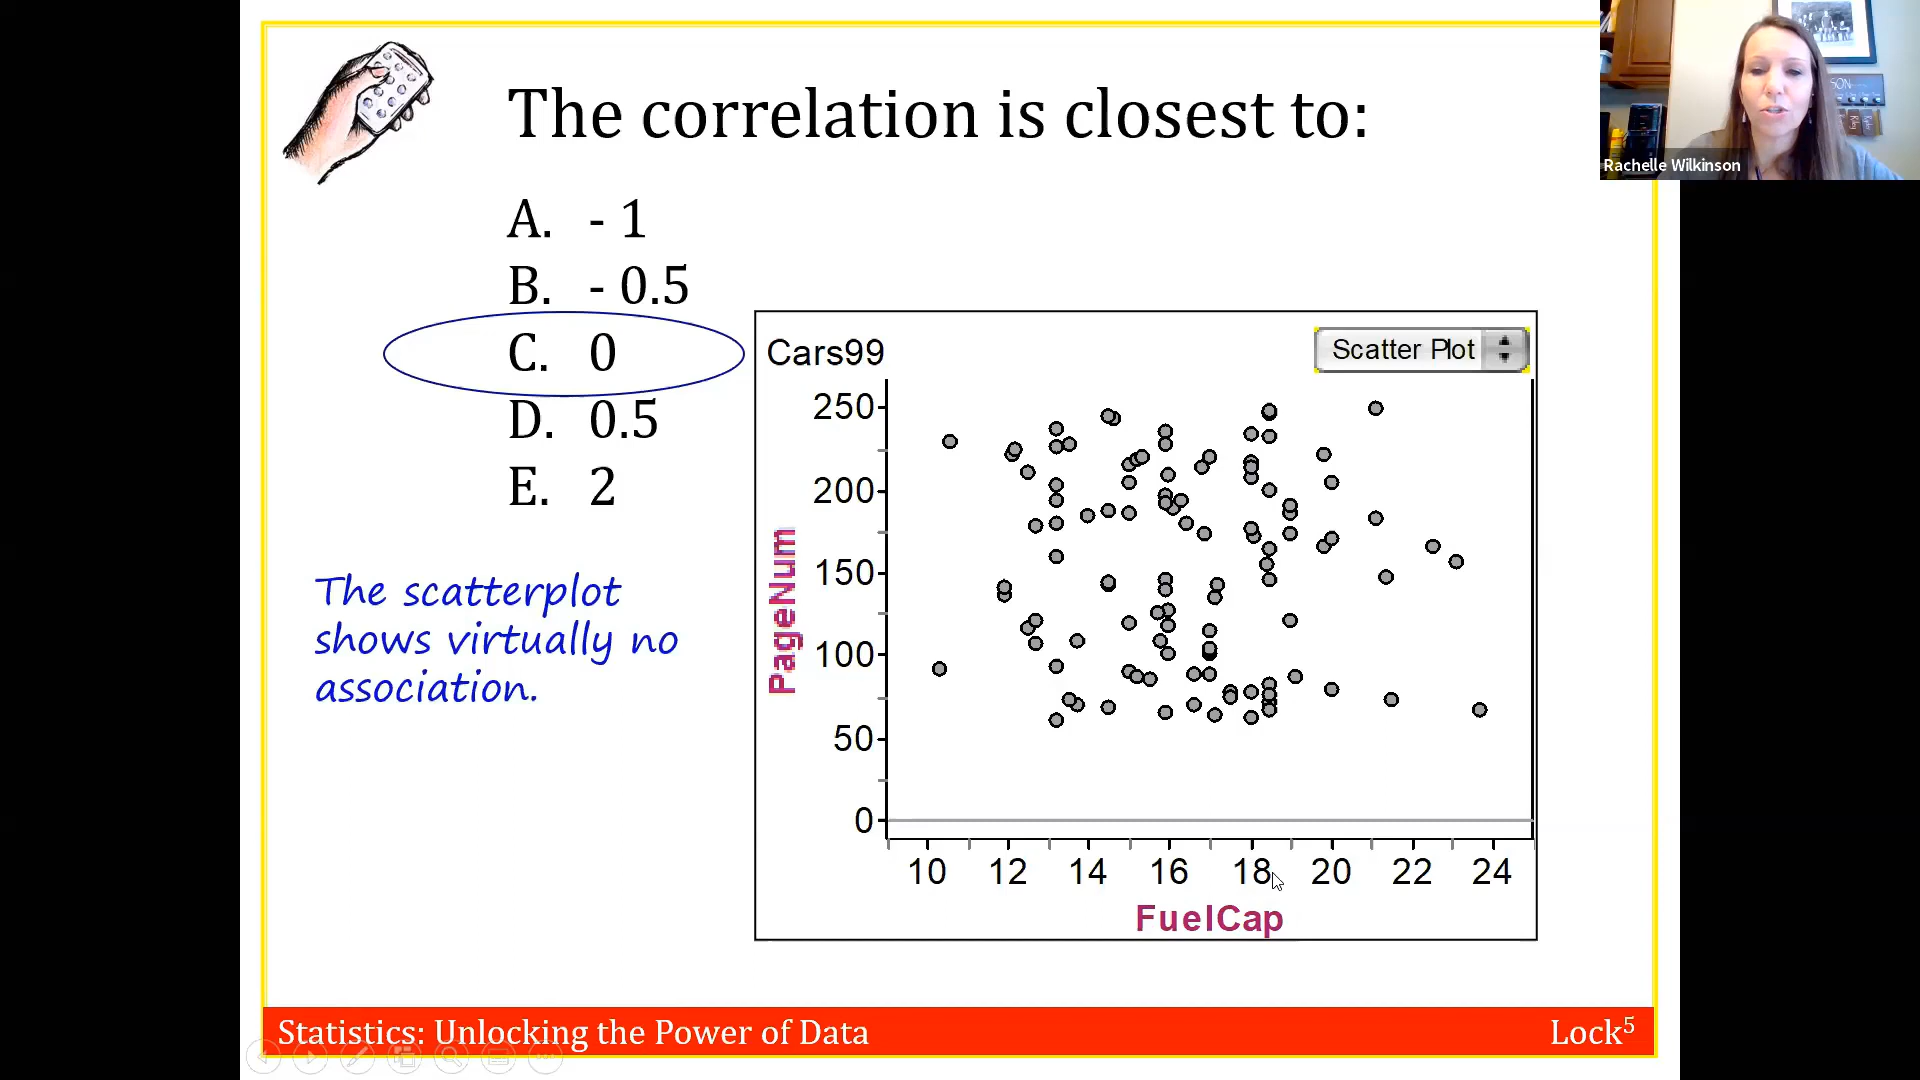 The correlation is closest to:
A. - 1
B. - 0.5
C. 0
D. 0.5
E. 2
The scatterplot
shows virtually no
association.
Cars99
Scatter Plot
250
200
150
100
50
0
PageNum
10 12 14 16 18 20 22 24
FuelCap
Statistics: Unlocking the Power of Data
Lock5
Rachelle Wilkinson